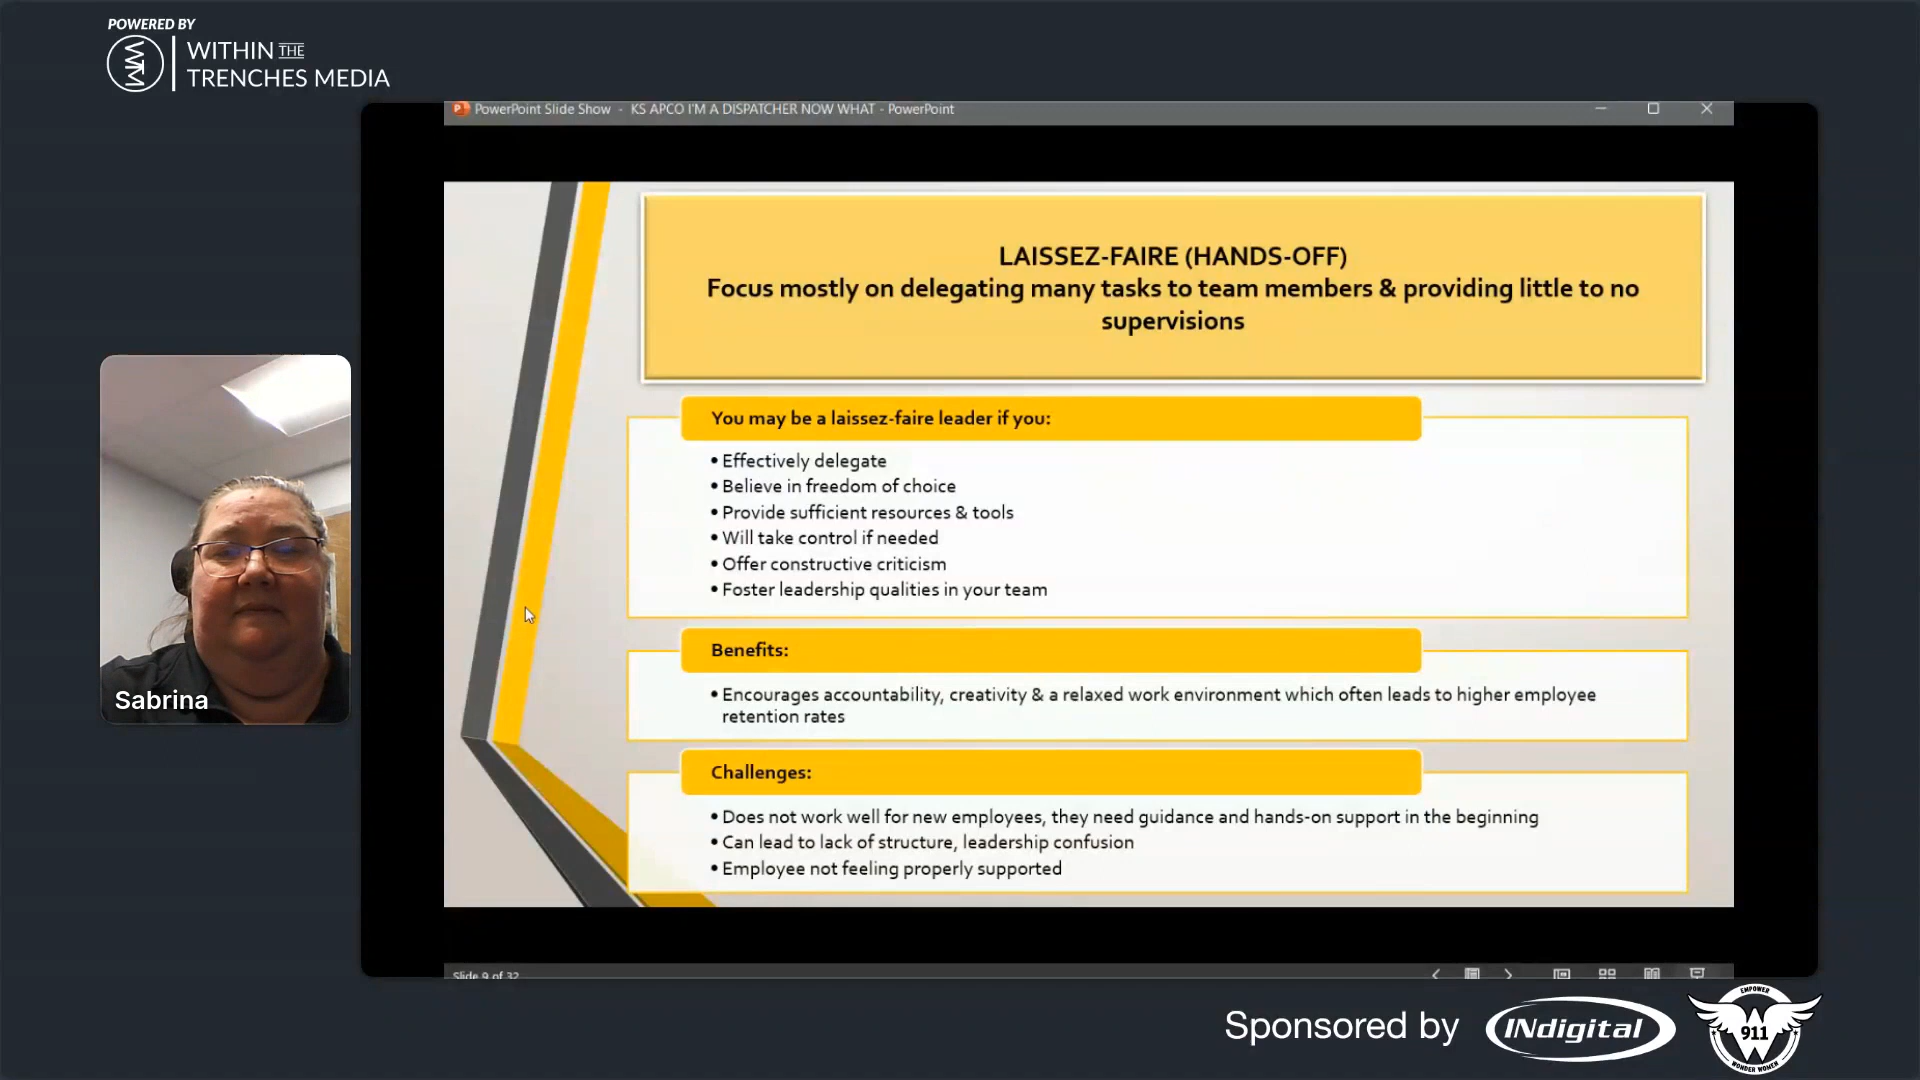 POWERED BY
WITHIN THE
TRENCHES MEDIA
PowerPoint Slide Show - KS APCO I'M A DISPATCHER NOW WHAT - PowerPoint
LAISSEZ-FAIRE (HANDS-OFF)
Focus mostly on delegating many tasks to team members & providing little to no
supervisions
You may be a laissez-faire leader if you:
• Effectively delegate
• Believe in freedom of choice
• Provide sufficient resources & tools
• Will take control if needed
• Offer constructive criticism
• Foster leadership qualities in your team
Benefits:
• Encourages accountability, creativity & a relaxed work environment which often leads to higher employee
retention rates
Challenges:
• Does not work well for new employees, they need guidance and hands-on support in the beginning
• Can lead to lack of structure, leadership confusion
• Employee not feeling properly supported
Sabrina
Slide 9 of 32
Sponsored by
INdigital
EMPOWER
W
911
WONDER WOMEN